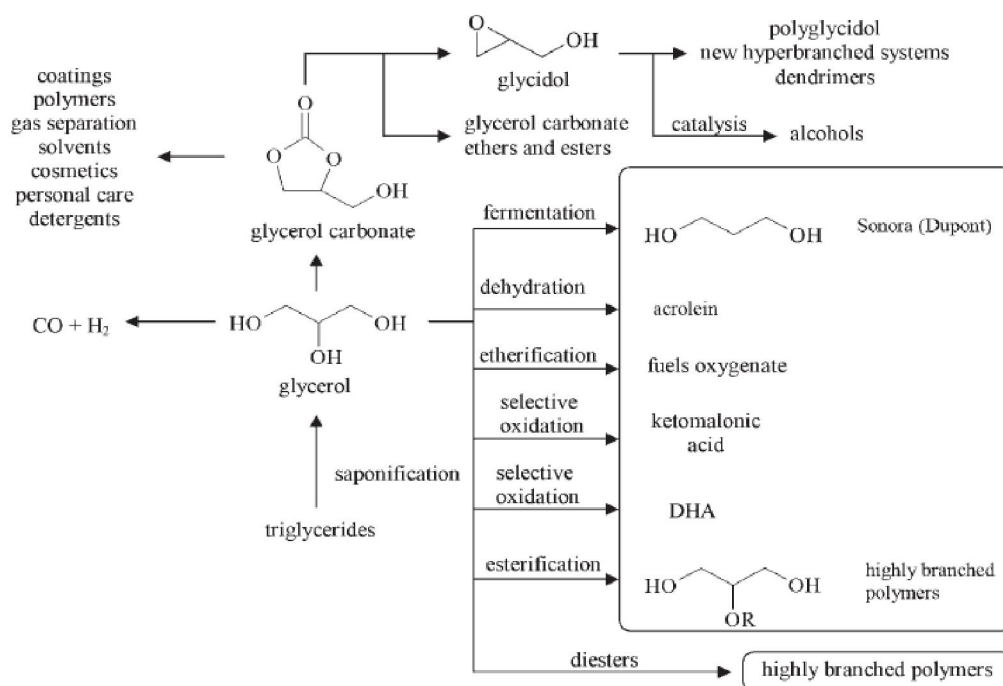 O
OH
glycidol
polyglycidol
new hyperbranched systems
dendrimers
catalysis
alcohols
glycerol carbonate
ethers and esters
coatings
polymers
gas separation
solvents
cosmetics
personal care
detergents
O
O
O
OH
glycerol carbonate
CO + H₂
HO
OH
OH
glycerol
saponification
triglycerides
fermentation
HO
OH
Sonora (Dupont)
dehydration
acrolein
etherification
fuels oxygenate
selective
oxidation
ketomalonic
acid
selective
oxidation
DHA
esterification
HO
OH
OR
highly branched
polymers
diesters
highly branched polymers